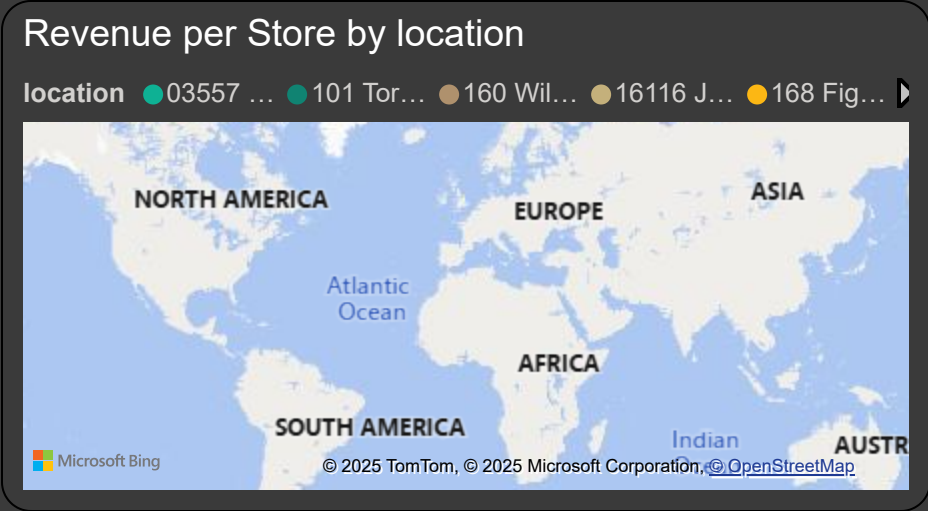 Revenue per Store by location
location 03557 … 101 Tor… 160 Wil… 16116 J… 168 Fig…
NORTH AMERICA
ASIA
EUROPE
Atlantic
Ocean
AFRICA
SOUTH AMERICA
Indian
AUSTR
Microsoft Bing
© 2025 TomTom, © 2025 Microsoft Corporation, © OpenStreetMap